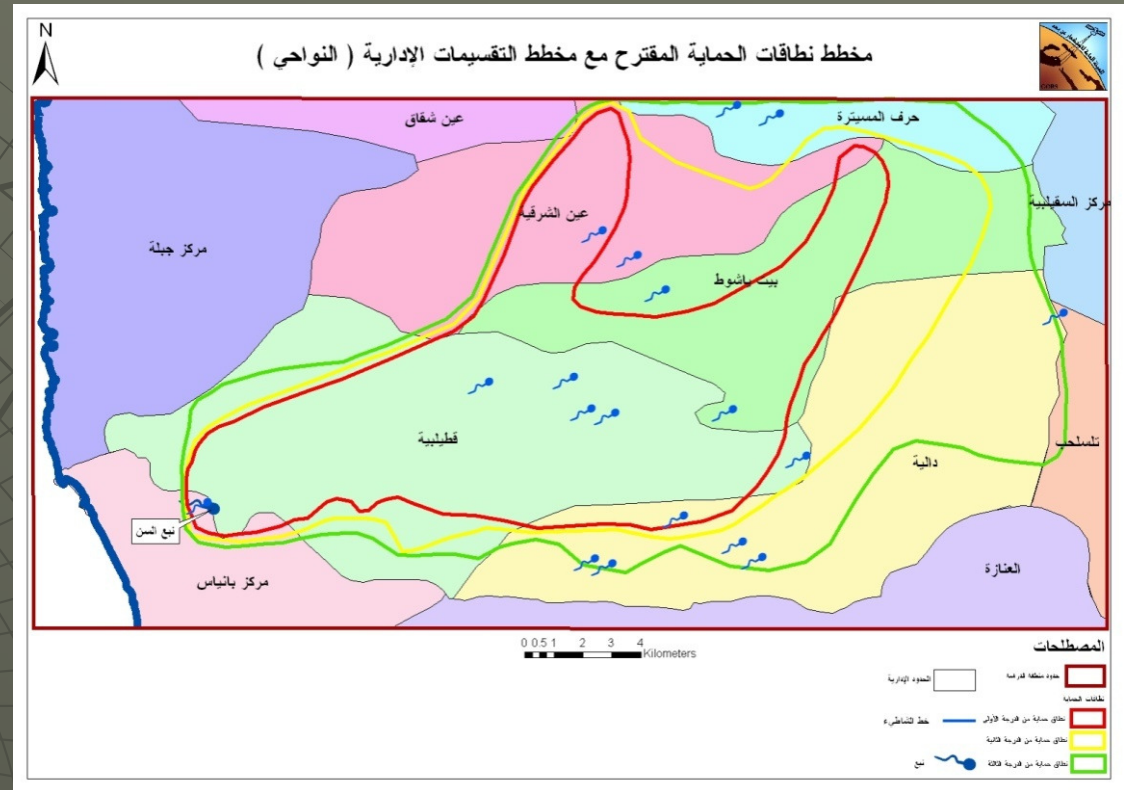 N
مخطط نطاقات الحماية المقترح مع مخطط التقسيمات الإدارية ( النواحي )
عين شقاق
حرف المسيترة
مركز السقيلبية
عين الشرقية
مركز جبلة
بيت ياشوط
قطيلبية
دالية
تلسلحب
نبع السن
العنازة
مركز بانياس
0 0.5 1 2 3 4
Kilometers
المصطلحات
حدود منطقة الدراسة
الحدود الإدارية
نطاقات الحماية
نطاق حماية من الدرجة الأولى
خط الشاطيء
نطاق حماية من الدرجة الثانية
نطاق حماية من الدرجة الثالثة
نبع